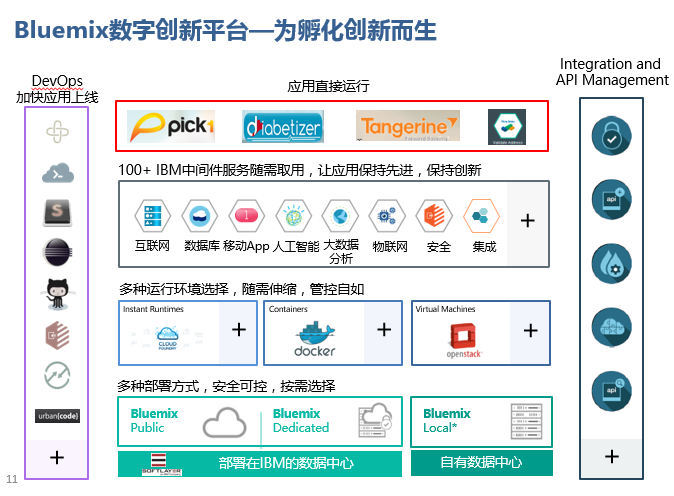 Bluemix数字创新平台—为孵化创新而生
DevOps
加快应用上线
应用直接运行
Integration and
API Management
pick1
diabetizer
Tangerine
100+ IBM中间件服务随需取用，让应用保持先进，保持创新
互联网
数据库
移动App
人工智能
大数据
分析
物联网
安全
集成
+
S
api
多种运行环境选择，随需伸缩，管控自如
Instant Runtimes
CLOUD
FOUNDRY
+
Containers
docker
+
Virtual Machines
openstack
+
api
多种部署方式，安全可控，按需选择
Bluemix
Public
Bluemix
Dedicated
Bluemix
Local*
urban{code}
SOFTLAYER
部署在IBM的数据中心
自有数据中心
+
+
11